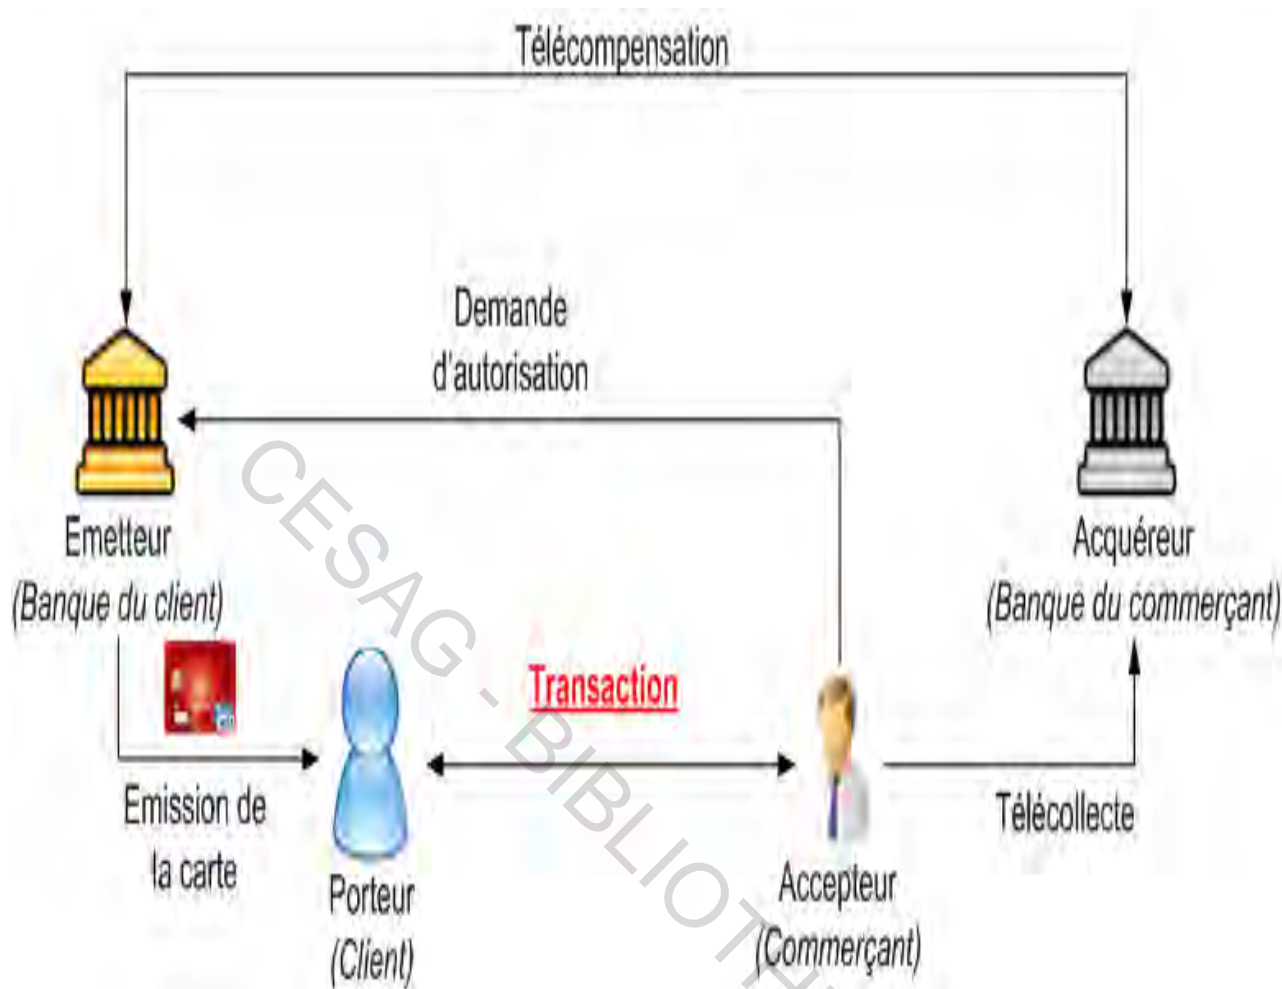 Télécompensation
Demande
d'autorisation
Emetteur
(Banque du client)
Acquéreur
(Banque du commerçant)
Transaction
Emission de
la carte
Télécollecte
Porteur
(Client)
Accepteur
(Commerçant)
CESAG - BIBLIOTH